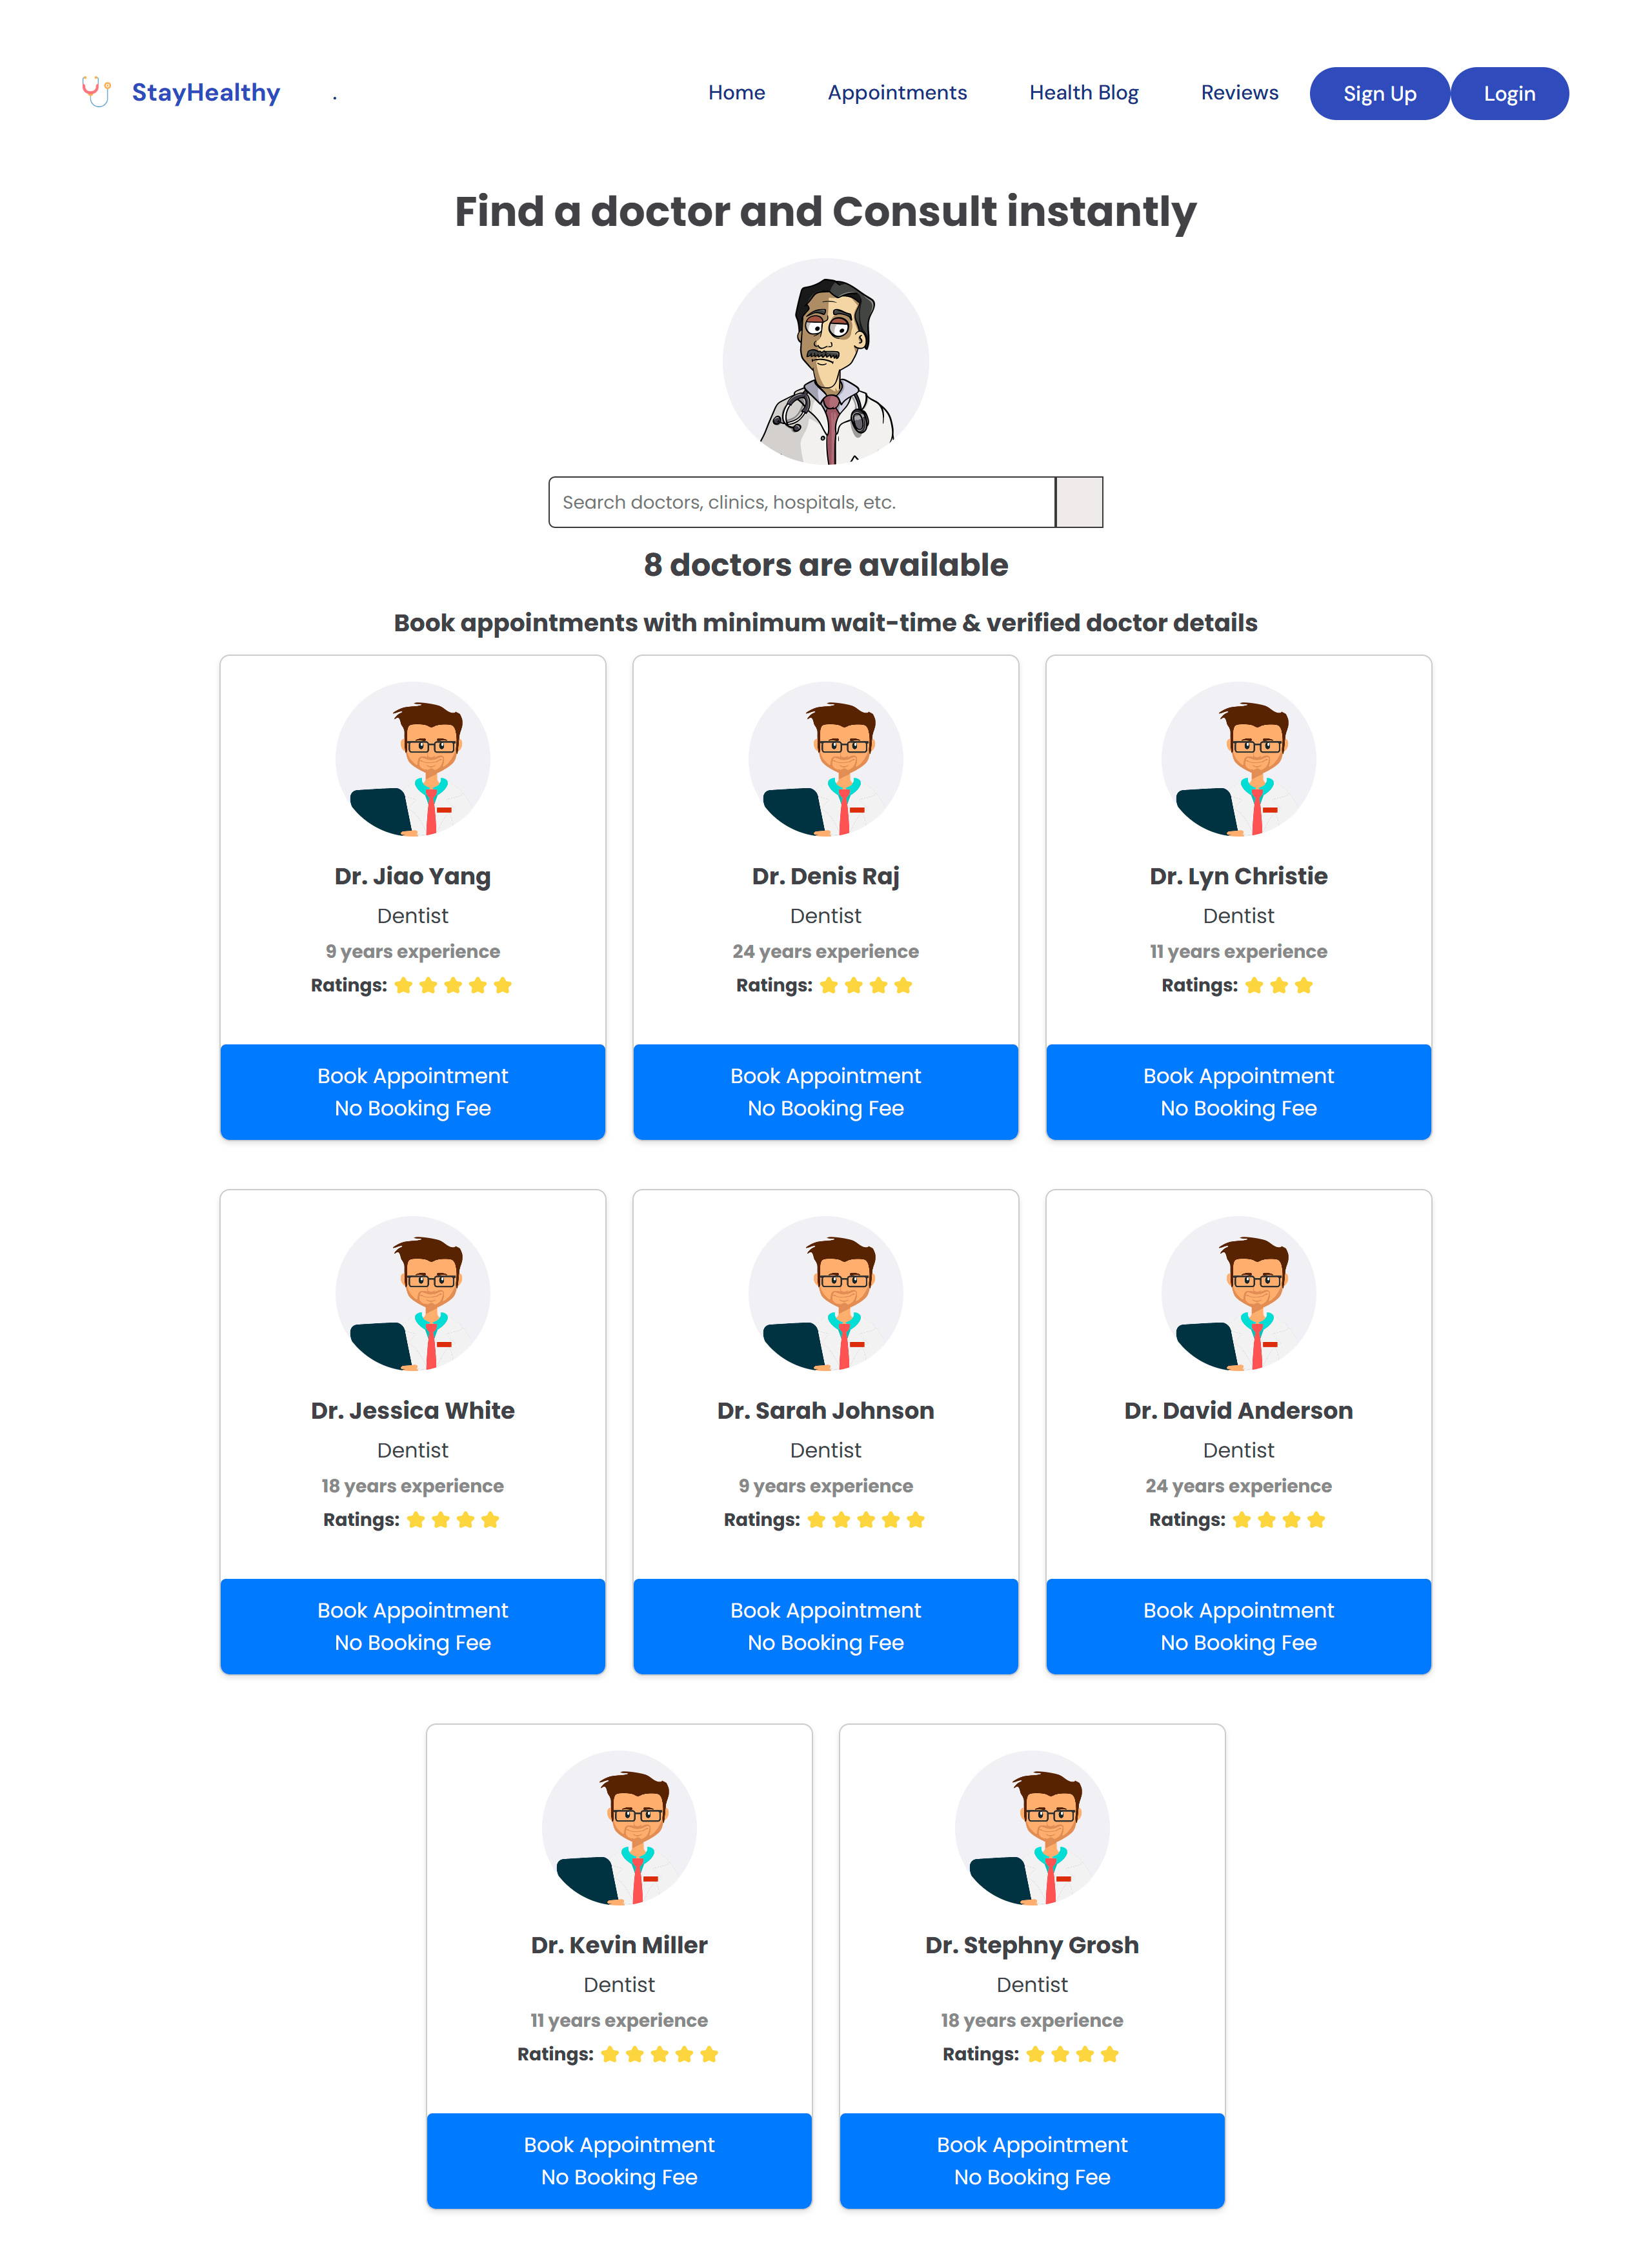 StayHealthy .
Home Appointments Health Blog Reviews Sign Up Login
Find a doctor and Consult instantly
Search doctors, clinics, hospitals, etc.
8 doctors are available
Book appointments with minimum wait-time & verified doctor details
Dr. Jiao Yang
Dentist
9 years experience
Ratings:
Book Appointment
No Booking Fee
Dr. Denis Raj
Dentist
24 years experience
Ratings:
Book Appointment
No Booking Fee
Dr. Lyn Christie
Dentist
11 years experience
Ratings:
Book Appointment
No Booking Fee
Dr. Jessica White
Dentist
18 years experience
Ratings:
Book Appointment
No Booking Fee
Dr. Sarah Johnson
Dentist
9 years experience
Ratings:
Book Appointment
No Booking Fee
Dr. David Anderson
Dentist
24 years experience
Ratings:
Book Appointment
No Booking Fee
Dr. Kevin Miller
Dentist
11 years experience
Ratings:
Book Appointment
No Booking Fee
Dr. Stephny Grosh
Dentist
18 years experience
Ratings:
Book Appointment
No Booking Fee